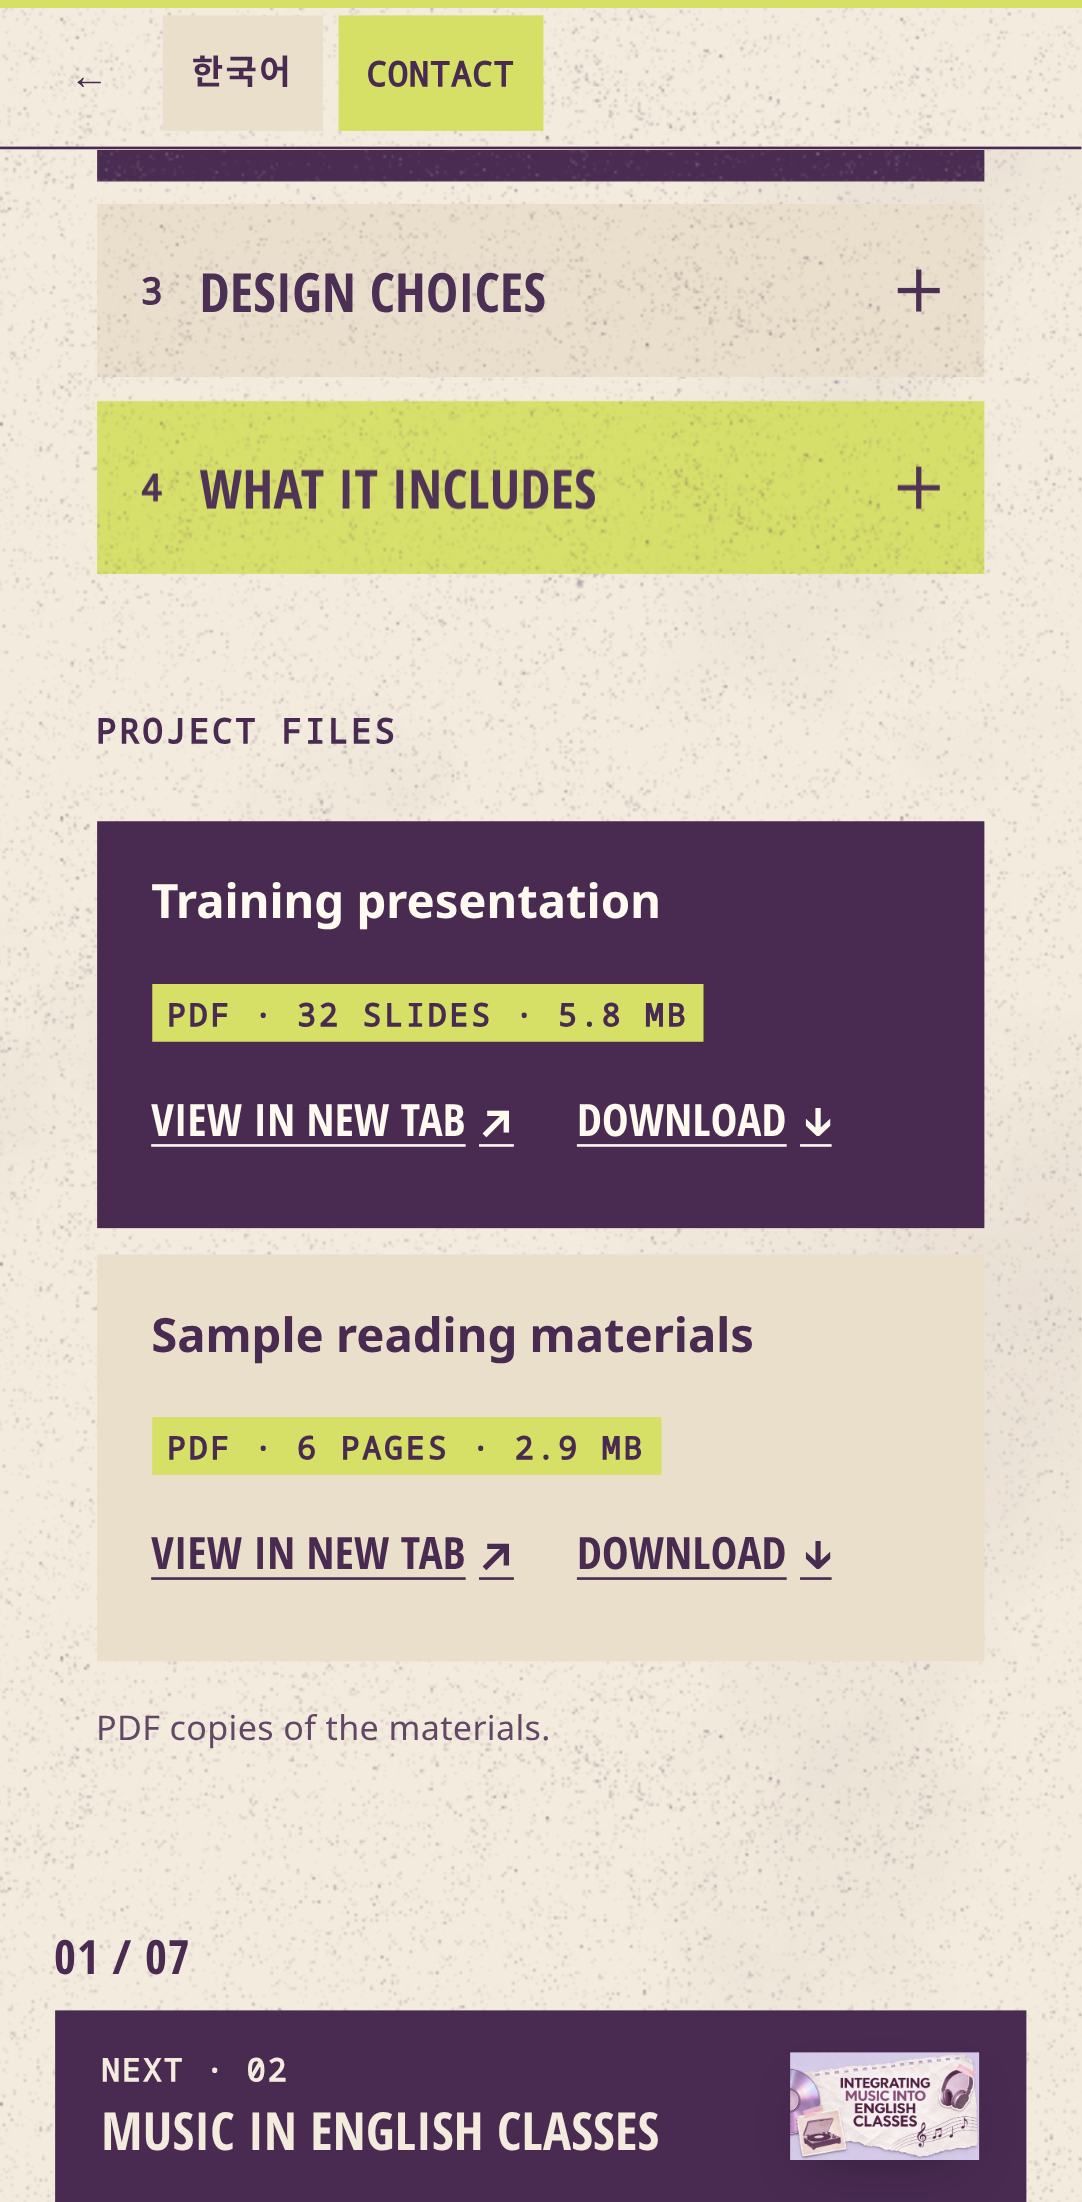 ← 한국어 CONTACT
3 DESIGN CHOICES +
4 WHAT IT INCLUDES +
PROJECT FILES
Training presentation
PDF · 32 SLIDES · 5.8 MB
VIEW IN NEW TAB ↗ DOWNLOAD ↓
Sample reading materials
PDF · 6 PAGES · 2.9 MB
VIEW IN NEW TAB ↗ DOWNLOAD ↓
PDF copies of the materials.
01 / 07
NEXT · 02
MUSIC IN ENGLISH CLASSES
INTEGRATING
MUSIC INTO
ENGLISH
CLASSES